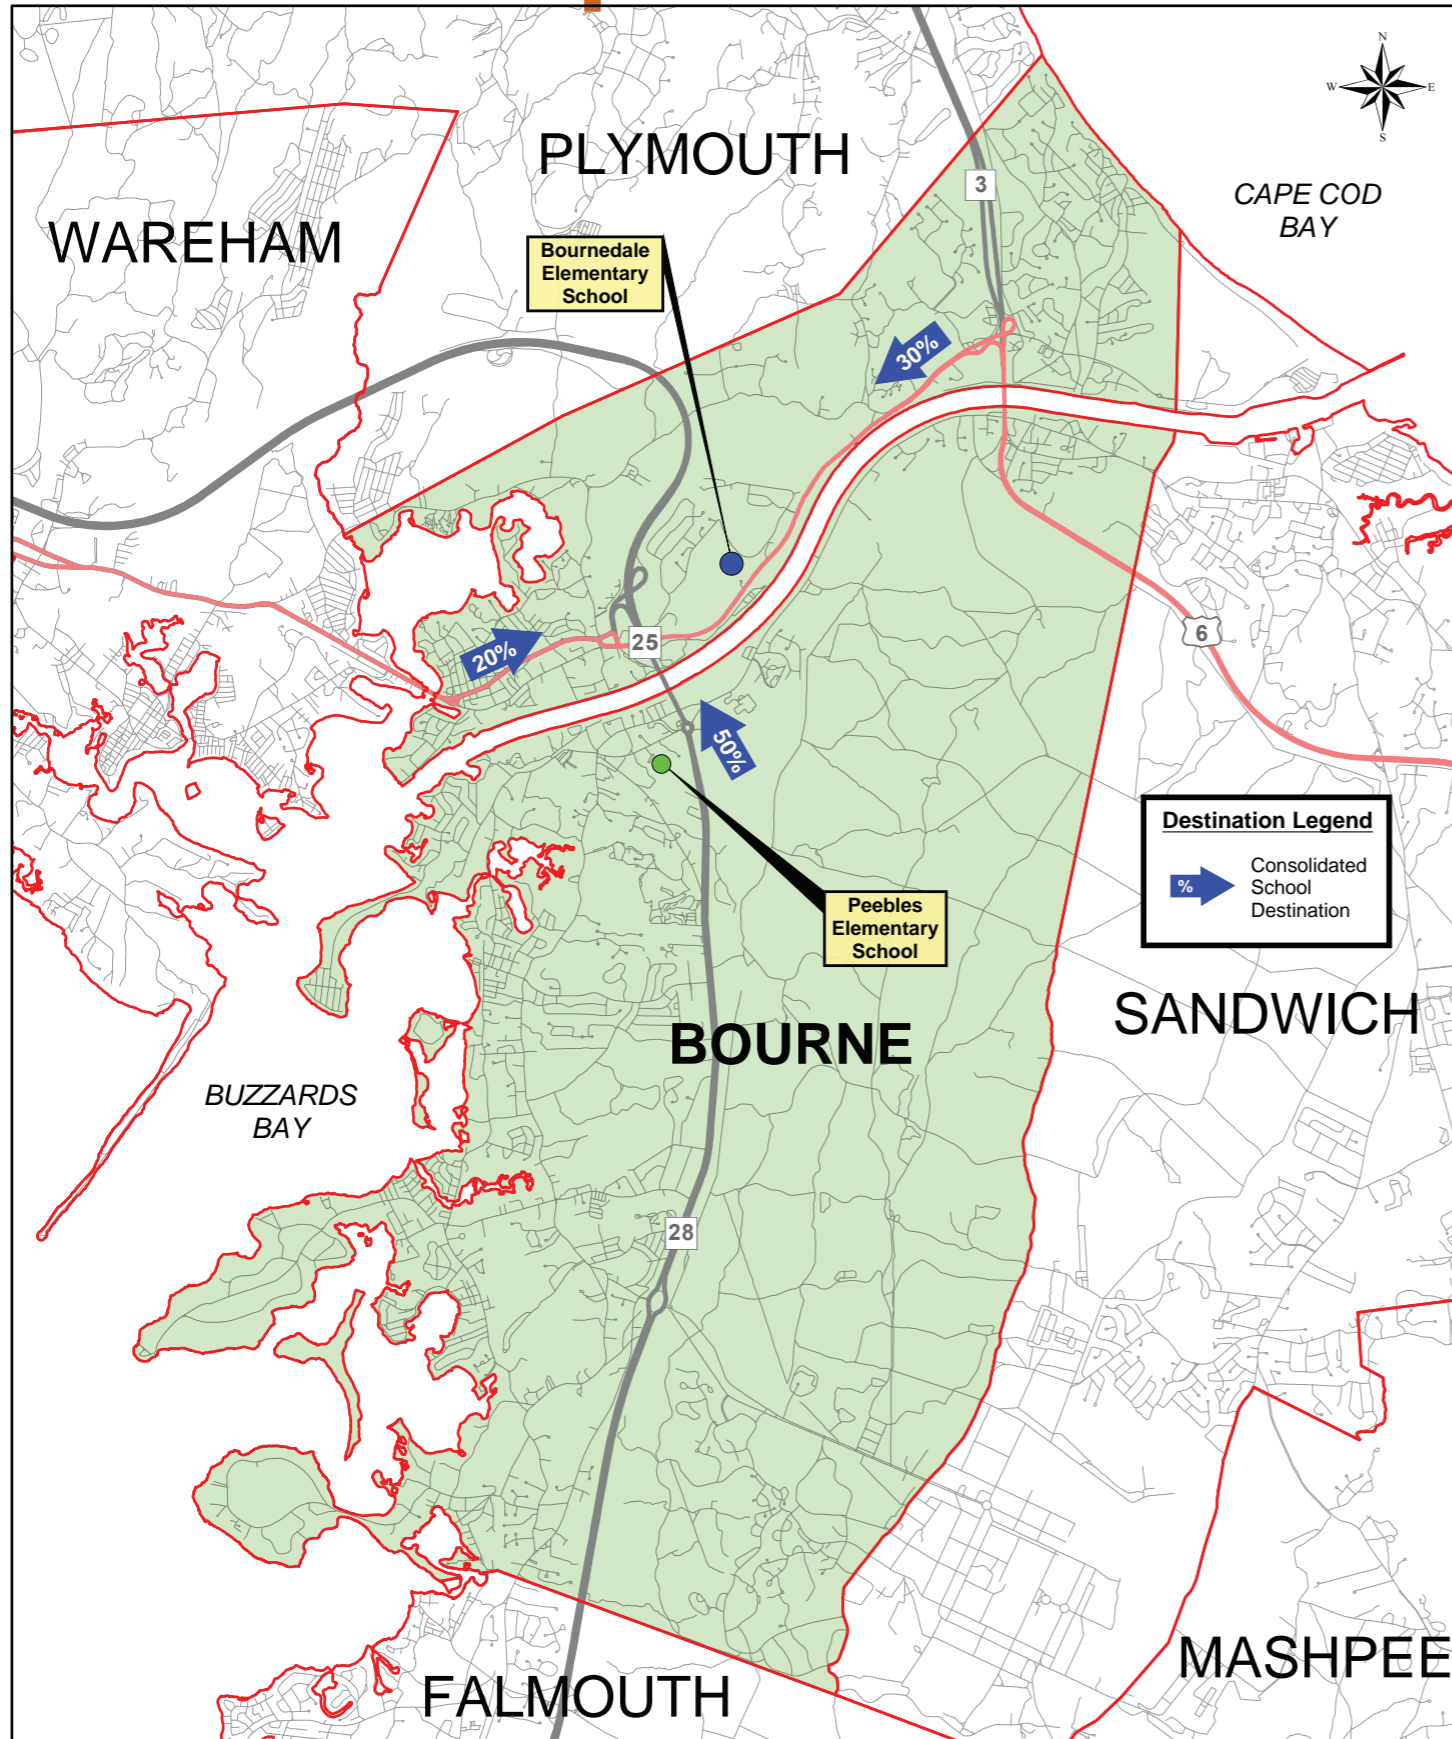 N
W
E
S
PLYMOUTH
3
CAPE COD
BAY
WAREHAM
Bournedale
Elementary
School
30%
25
20%
6
50%
Destination Legend
%
Consolidated
School
Destination
Peebles
Elementary
School
SANDWICH
BOURNE
BUZZARDS
BAY
28
MASHPEE
FALMOUTH